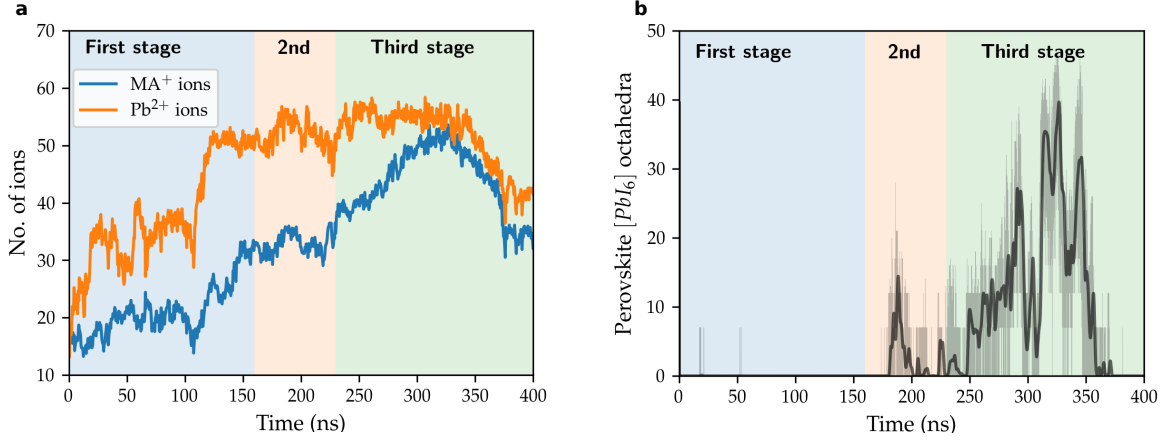 a
First stage
2nd
Third stage
MA⁺ ions
Pb²⁺ ions
No. of ions
70
60
50
40
30
20
10
0
50
100
150
200
250
300
350
400
Time (ns)
b
First stage
2nd
Third stage
Perovskite [PbI₆] octahedra
50
40
30
20
10
0
0
50
100
150
200
250
300
350
400
Time (ns)